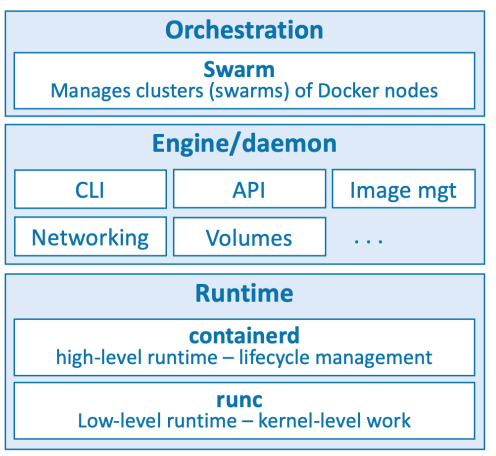 Orchestration
Swarm
Manages clusters (swarms) of Docker nodes
Engine/daemon
CLI
API
Image mgt
Networking
Volumes
. . .
Runtime
containerd
high-level runtime – lifecycle management
runc
Low-level runtime – kernel-level work